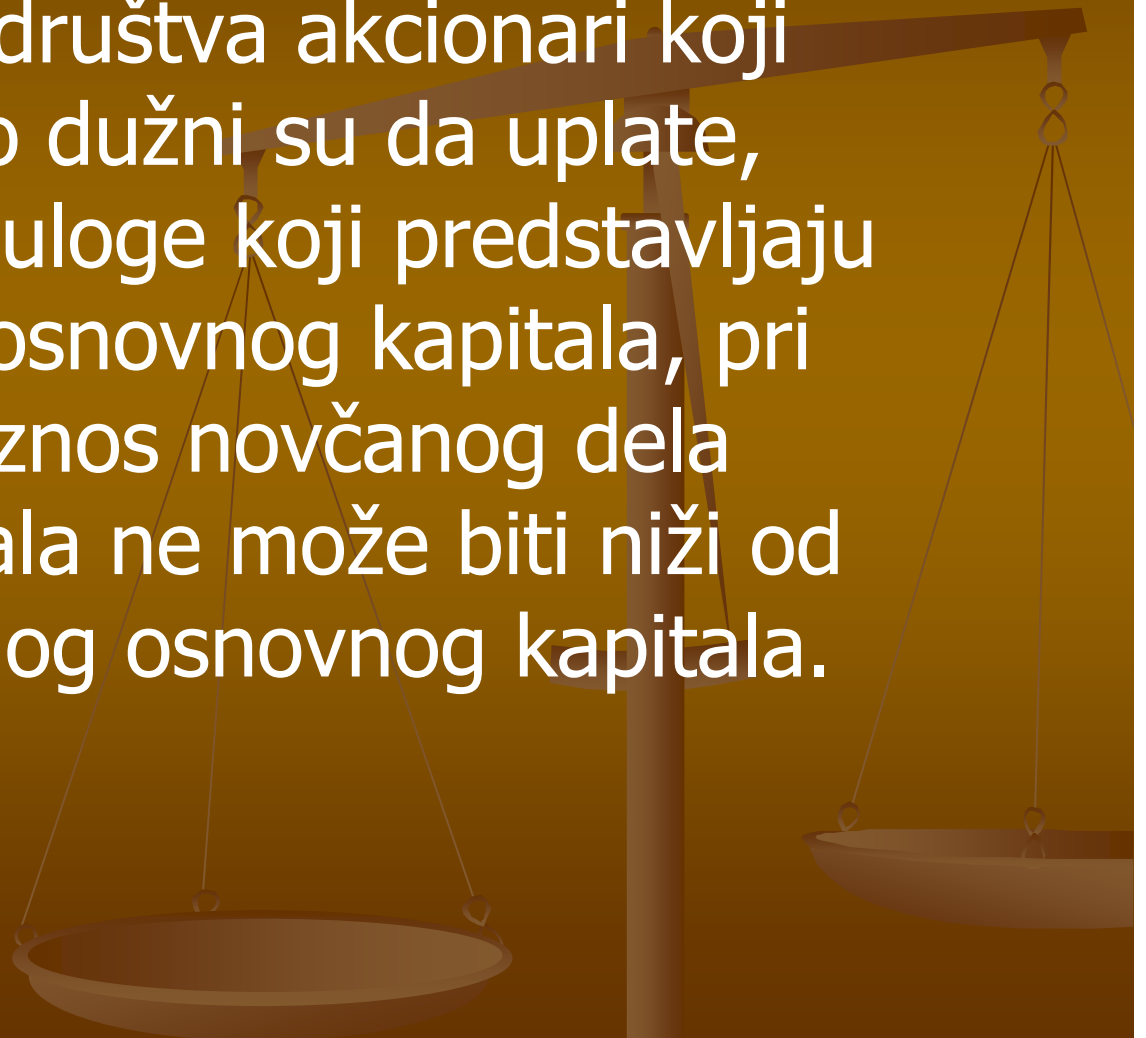 društva akcionari koji
o dužni su da uplate,
uloge koji predstavljaju
osnovnog kapitala, pri
znos novčanog dela
ala ne može biti niži od
og osnovnog kapitala.